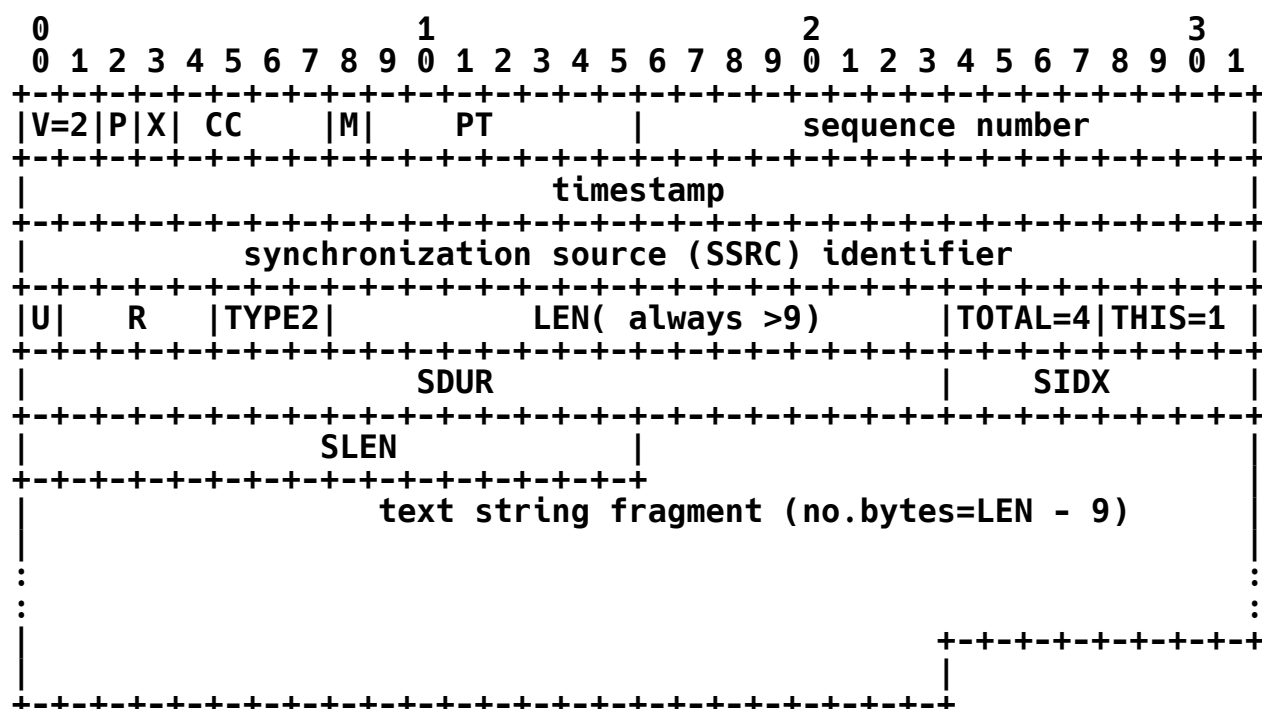 0 1 2 3
0 1 2 3 4 5 6 7 8 9 0 1 2 3 4 5 6 7 8 9 0 1 2 3 4 5 6 7 8 9 0 1
+-+-+-+-+-+-+-+-+-+-+-+-+-+-+-+-+-+-+-+-+-+-+-+-+-+-+-+-+-+-+-+-+
|V=2|P|X| CC |M| PT | sequence number |
+-+-+-+-+-+-+-+-+-+-+-+-+-+-+-+-+-+-+-+-+-+-+-+-+-+-+-+-+-+-+-+-+
| timestamp |
+-+-+-+-+-+-+-+-+-+-+-+-+-+-+-+-+-+-+-+-+-+-+-+-+-+-+-+-+-+-+-+-+
| synchronization source (SSRC) identifier |
+-+-+-+-+-+-+-+-+-+-+-+-+-+-+-+-+-+-+-+-+-+-+-+-+-+-+-+-+-+-+-+-+
|U| R |TYPE2| LEN( always >9) |TOTAL=4|THIS=1 |
+-+-+-+-+-+-+-+-+-+-+-+-+-+-+-+-+-+-+-+-+-+-+-+-+-+-+-+-+-+-+-+-+
| SDUR | SIDX |
+-+-+-+-+-+-+-+-+-+-+-+-+-+-+-+-+-+-+-+-+-+-+-+-+-+-+-+-+-+-+-+-+
| SLEN | |
+-+-+-+-+-+-+-+-+-+-+-+-+-+-+-+-+ |
| text string fragment (no.bytes=LEN - 9) |
| |
: :
: :
| +-+-+-+-+-+-+-+-+
| |
+-+-+-+-+-+-+-+-+-+-+-+-+-+-+-+-+-+-+-+-+-+-+-+-+